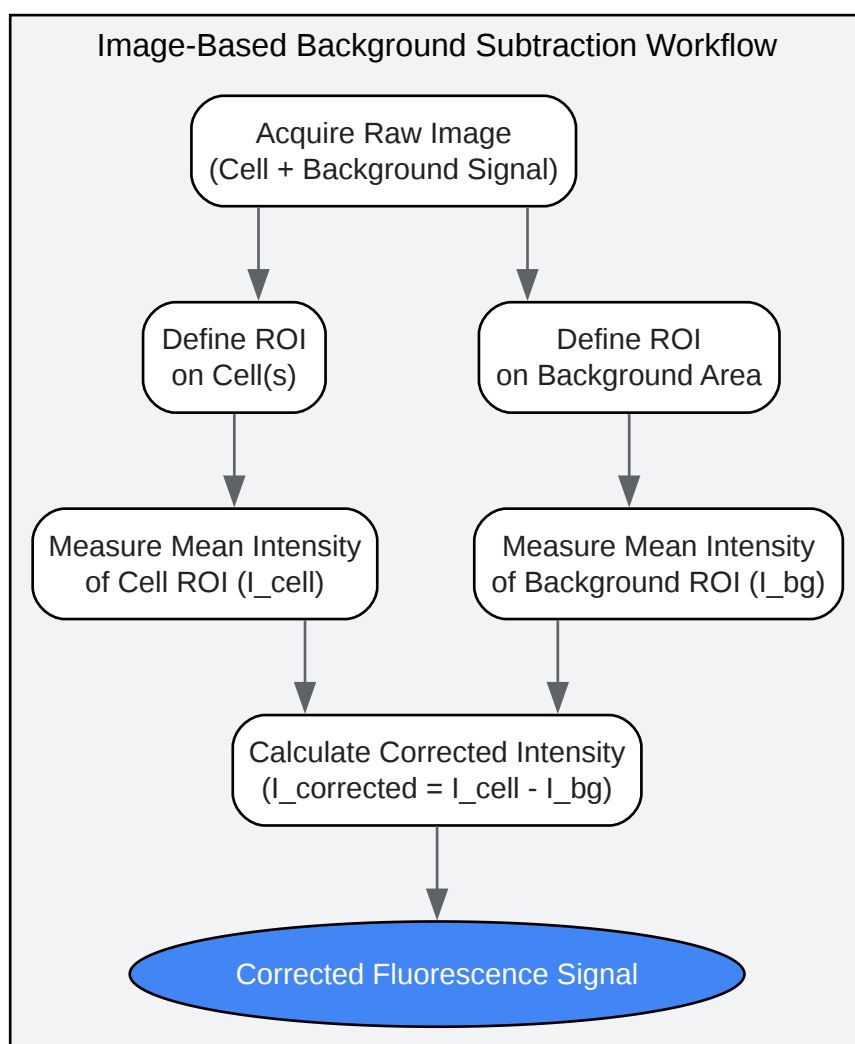 Image-Based Background Subtraction Workflow
Acquire Raw Image
(Cell + Background Signal)
Define ROI
on Cell(s)
Define ROI
on Background Area
Measure Mean Intensity
of Cell ROI (I_cell)
Measure Mean Intensity
of Background ROI (I_bg)
Calculate Corrected Intensity
(I_corrected = I_cell - I_bg)
Corrected Fluorescence Signal